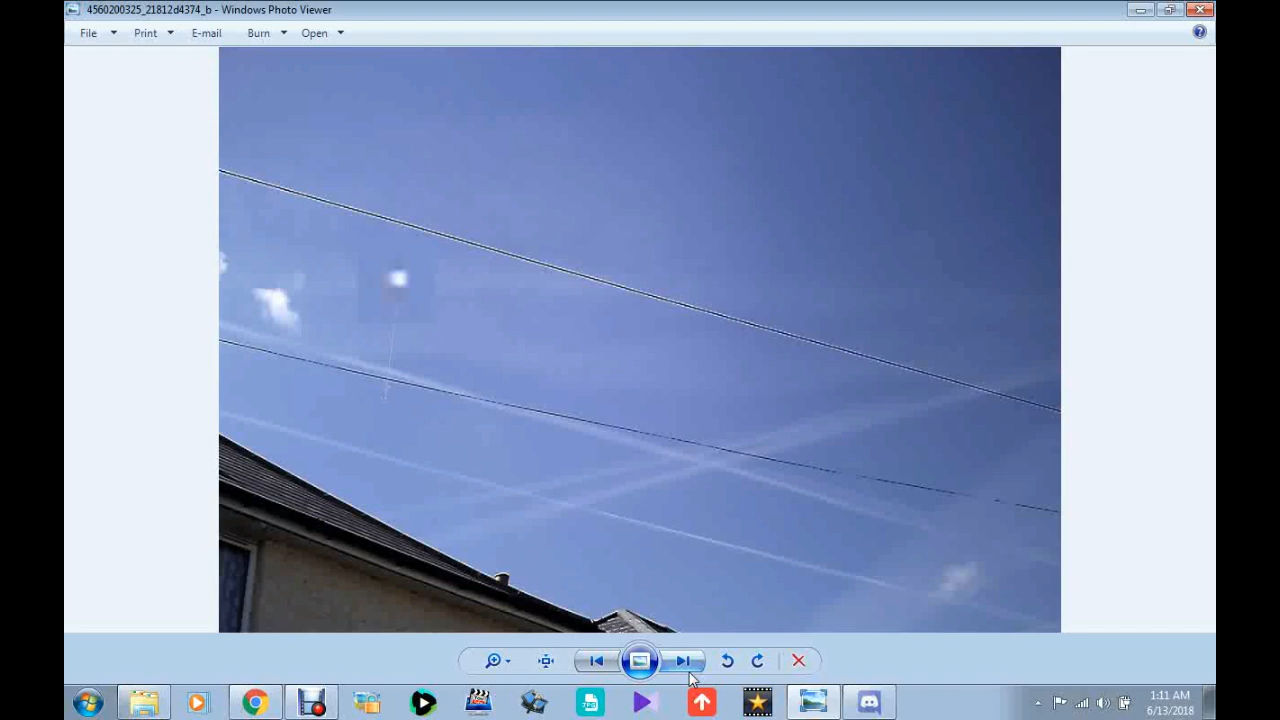 4560200325_21812d4374_b - Windows Photo Viewer
File Print E-mail Burn Open
1:11 AM
6/13/2018